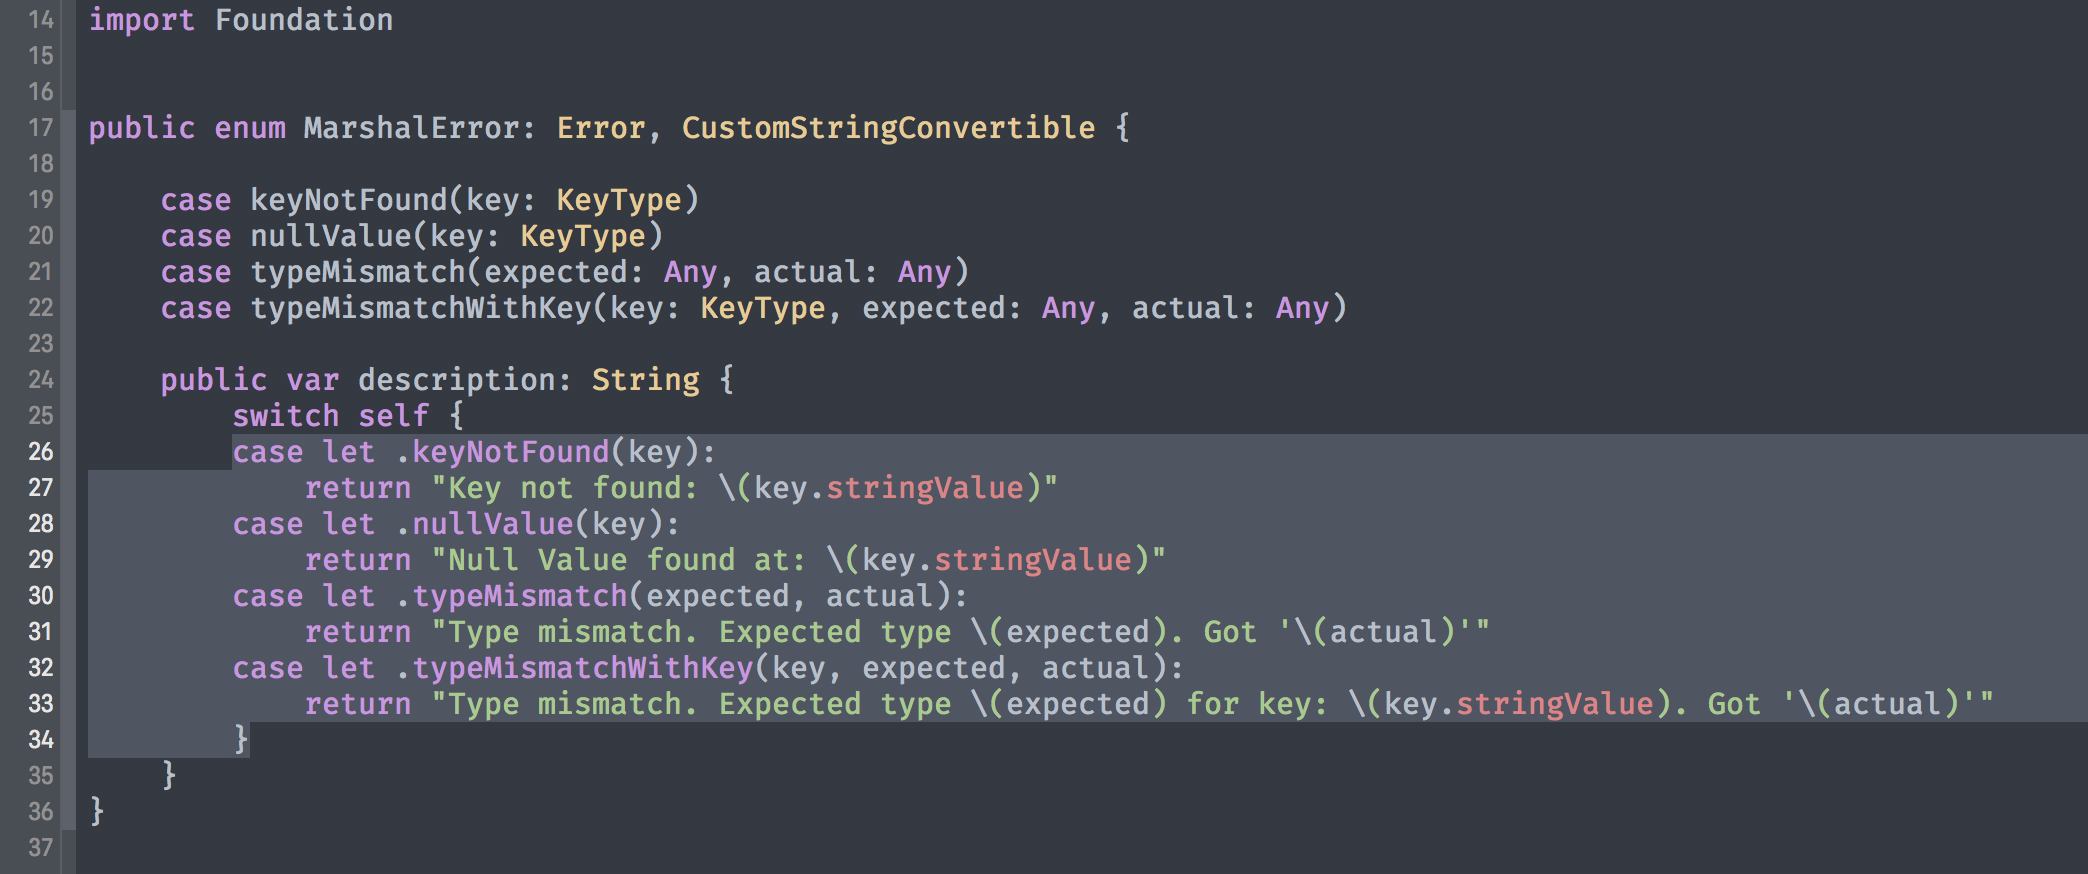 14 import Foundation
15
16
17 public enum MarshalError: Error, CustomStringConvertible {
18
19     case keyNotFound(key: KeyType)
20     case nullValue(key: KeyType)
21     case typeMismatch(expected: Any, actual: Any)
22     case typeMismatchWithKey(key: KeyType, expected: Any, actual: Any)
23
24     public var description: String {
25         switch self {
26         case let .keyNotFound(key):
27             return "Key not found: \(key.stringValue)"
28         case let .nullValue(key):
29             return "Null Value found at: \(key.stringValue)"
30         case let .typeMismatch(expected, actual):
31             return "Type mismatch. Expected type \(expected). Got '\(actual)'"
32         case let .typeMismatchWithKey(key, expected, actual):
33             return "Type mismatch. Expected type \(expected) for key: \(key.stringValue). Got '\(actual)'"
34         }
35     }
36 }
37